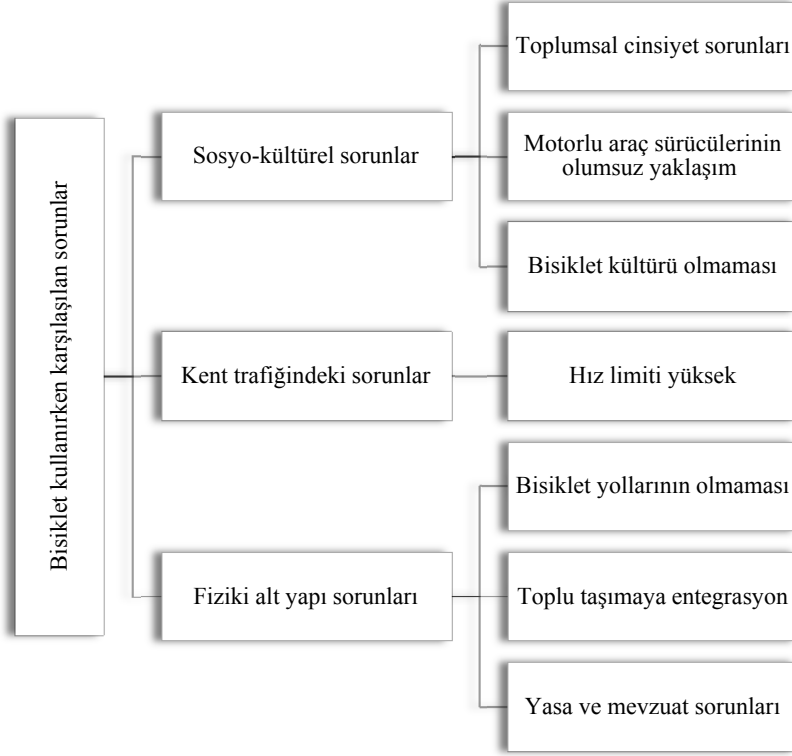 Bisiklet kullanırken karşılaşılan sorunlar
Sosyo-kültürel sorunlar
Toplumsal cinsiyet sorunları
Motorlu araç sürücülerinin
olumsuz yaklaşım
Bisiklet kültürü olmaması
Kent trafiğindeki sorunlar
Hız limiti yüksek
Fiziki alt yapı sorunları
Bisiklet yollarının olmaması
Toplu taşımaya entegrasyon
Yasa ve mevzuat sorunları